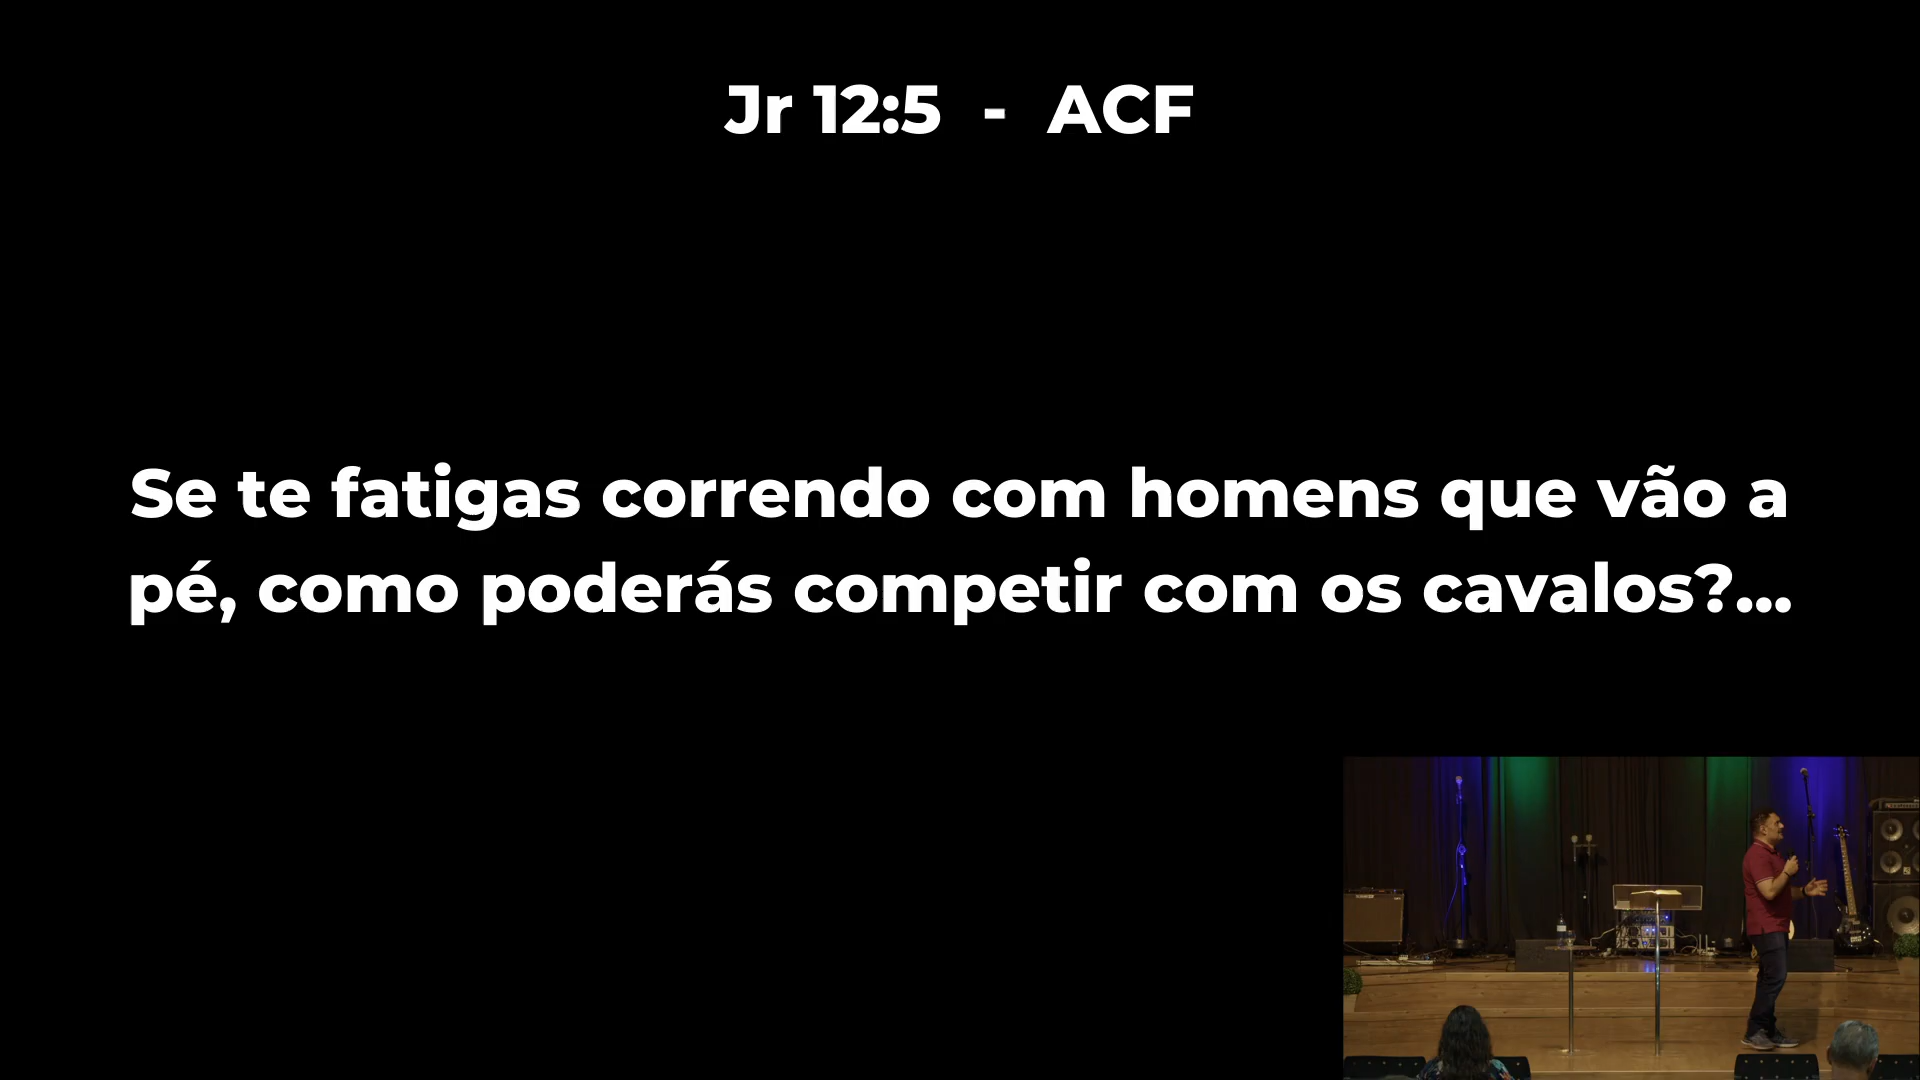 Jr 12:5 - ACF
Se te fatigas correndo com homens que vão a
pé, como poderás competir com os cavalos?...